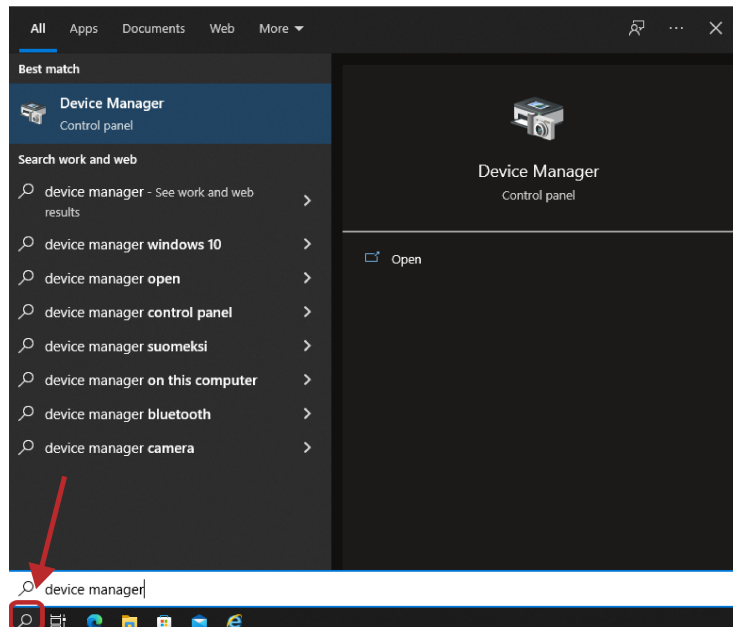 All Apps Documents Web More
Best match
Device Manager
Control panel
Search work and web
device manager - See work and web
results
device manager windows 10
device manager open
device manager control panel
device manager suomeksi
device manager on this computer
device manager bluetooth
device manager camera
Device Manager
Control panel
Open
device manager